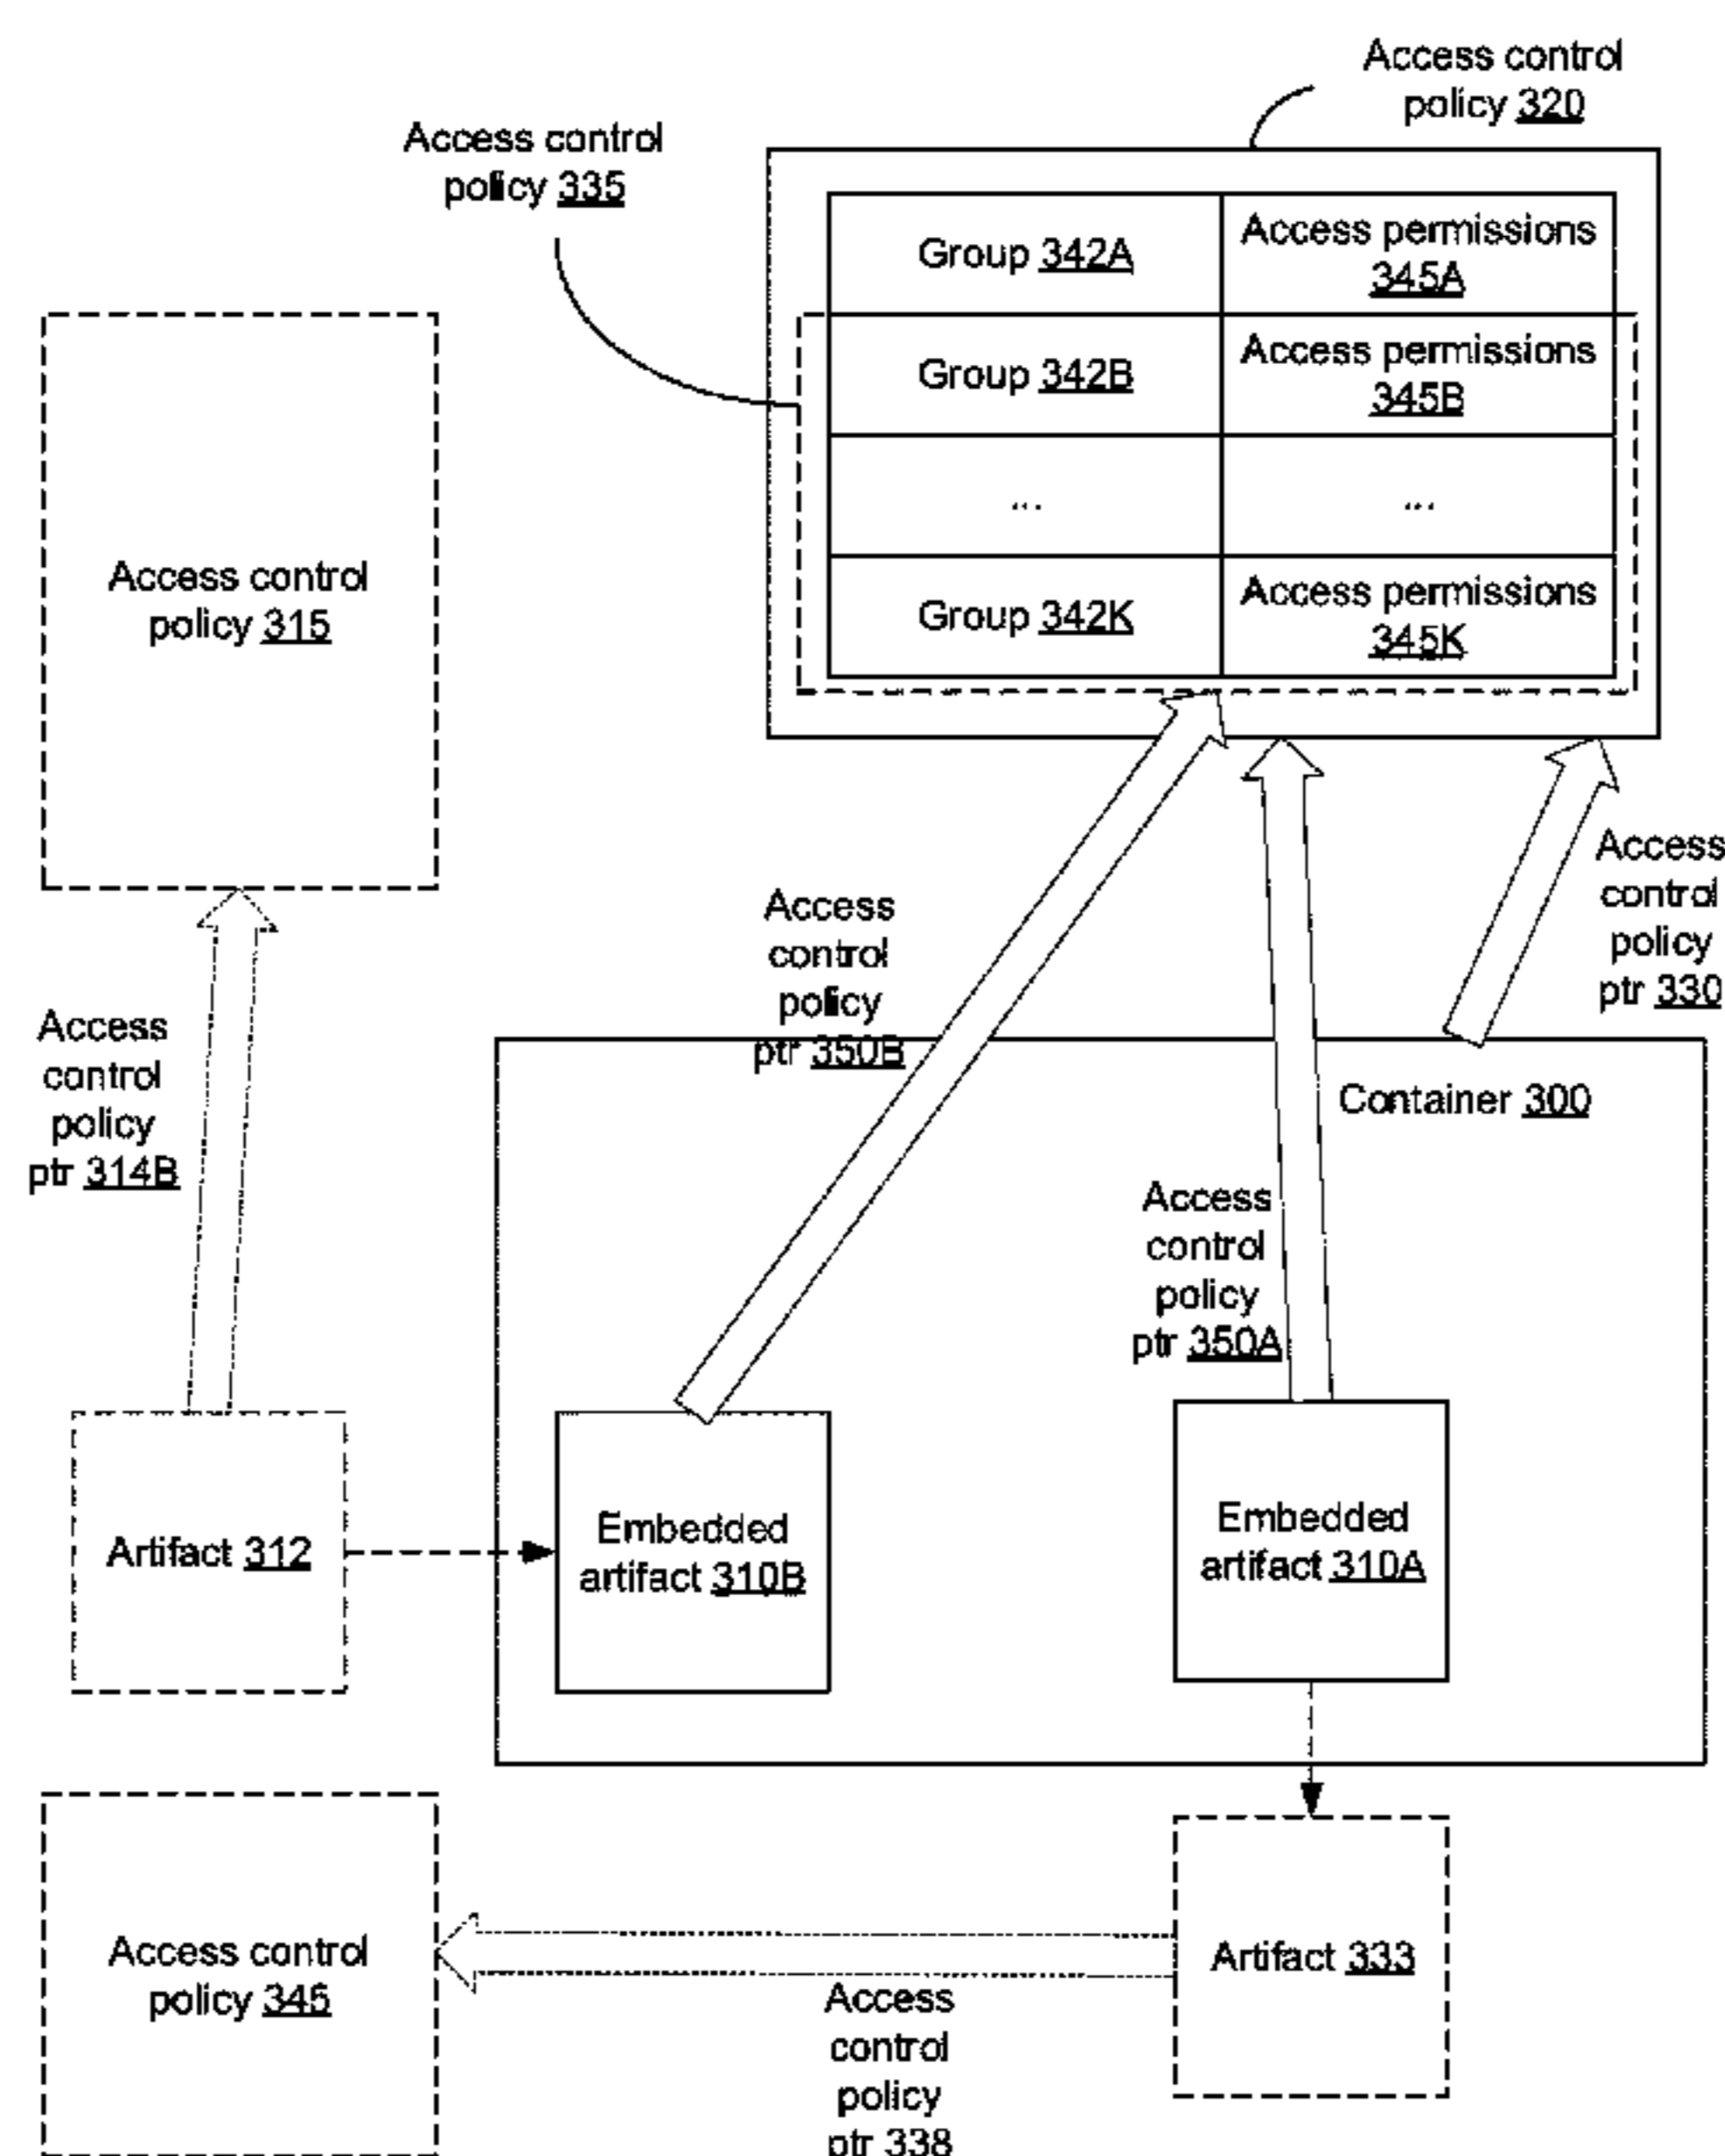 Access control
policy 320
Access control
policy 335
Group 342A
Access permissions
345A
Group 342B
Access permissions
345B
...
...
Group 342K
Access permissions
345K
Access control
policy 315
Access
control
policy
ptr 330
Access
control
policy
ptr 350B
Access
control
policy
ptr 314B
Container 300
Access
control
policy
ptr 350A
Artifact 312
Embedded
artifact 310B
Embedded
artifact 310A
Access control
policy 345
Artifact 333
Access
control
policy
ptr 338